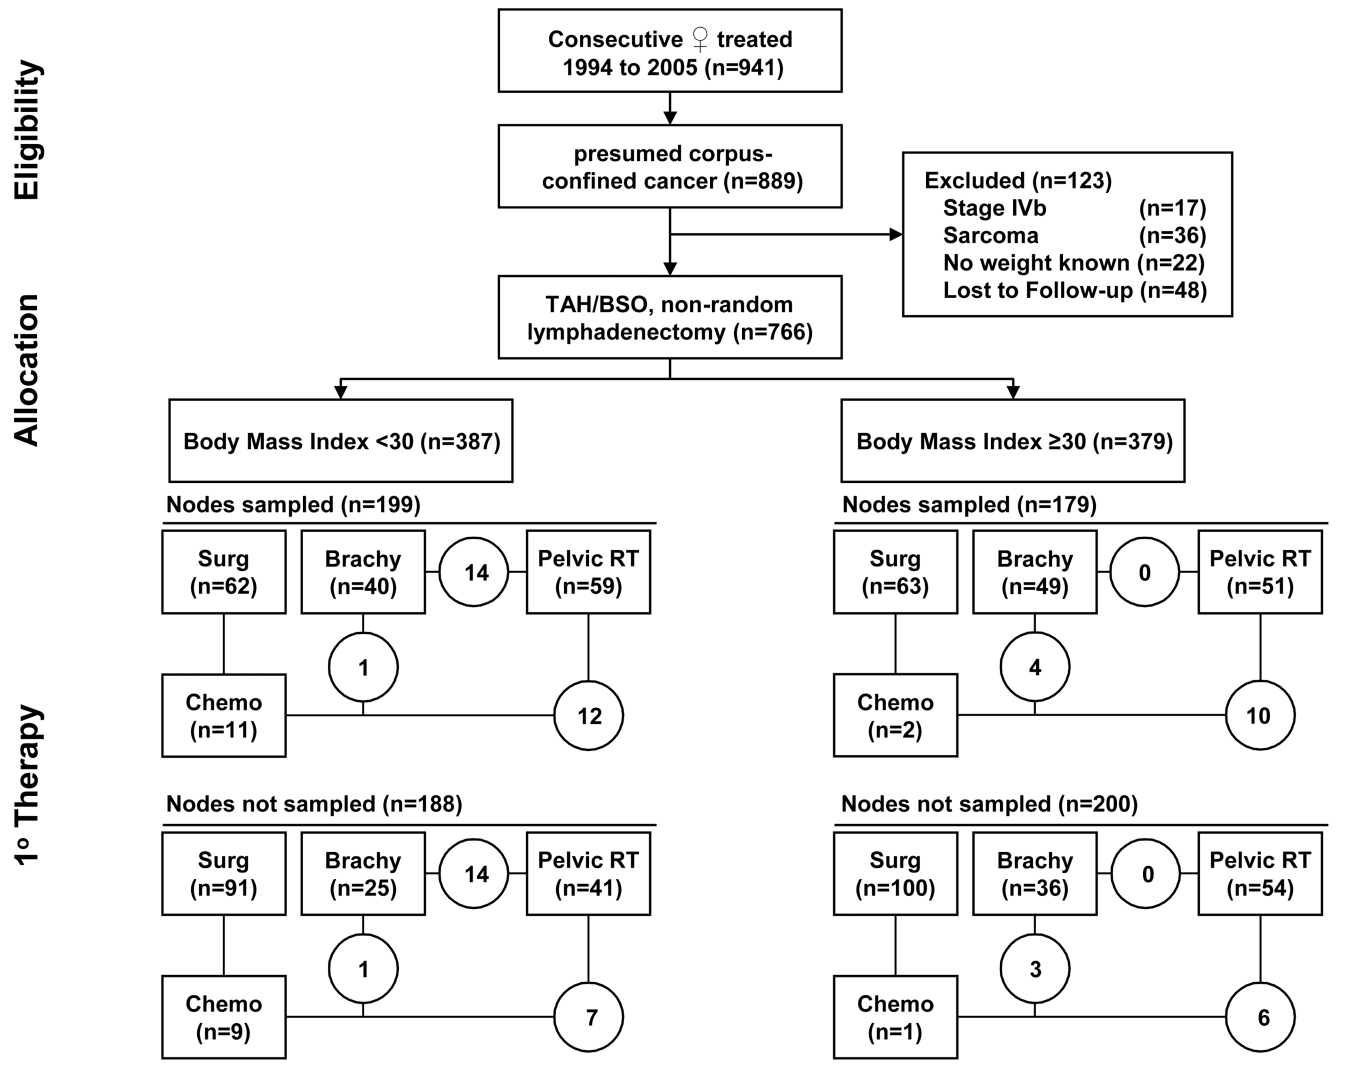 Eligibility
Consecutive ♀ treated
1994 to 2005 (n=941)
presumed corpus-
confined cancer (n=889)
Excluded (n=123)
Stage IVb (n=17)
Sarcoma (n=36)
No weight known (n=22)
Lost to Follow-up (n=48)
Allocation
TAH/BSO, non-random
lymphadenectomy (n=766)
Body Mass Index <30 (n=387)
Body Mass Index ≥30 (n=379)
1º Therapy
Nodes sampled (n=199)
Surg
(n=62)
Brachy
(n=40)
14
Pelvic RT
(n=59)
1
Chemo
(n=11)
12
Nodes sampled (n=179)
Surg
(n=63)
Brachy
(n=49)
0
Pelvic RT
(n=51)
4
Chemo
(n=2)
10
Nodes not sampled (n=188)
Surg
(n=91)
Brachy
(n=25)
14
Pelvic RT
(n=41)
1
Chemo
(n=9)
7
Nodes not sampled (n=200)
Surg
(n=100)
Brachy
(n=36)
0
Pelvic RT
(n=54)
3
Chemo
(n=1)
6